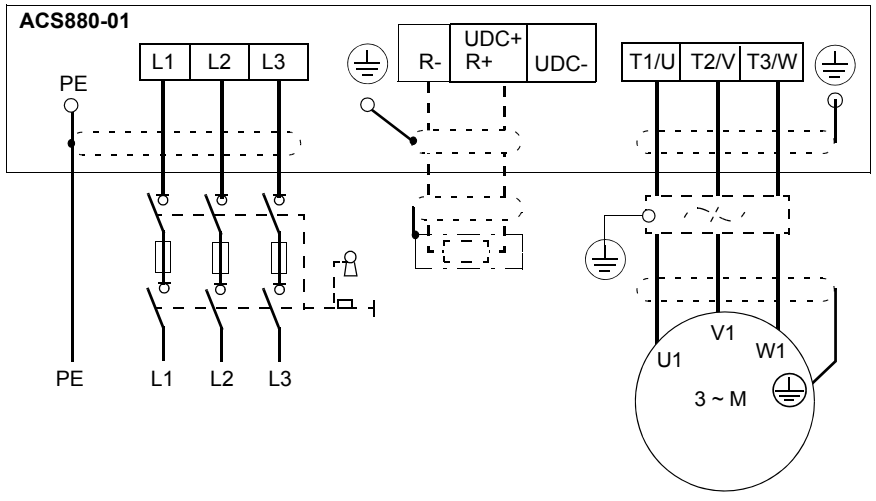 ACS880-01
L1 L2 L3
R-
UDC+
R+
UDC-
T1/U T2/V T3/W
PE
PE
L1 L2 L3
U1
V1
W1
3 ~ M